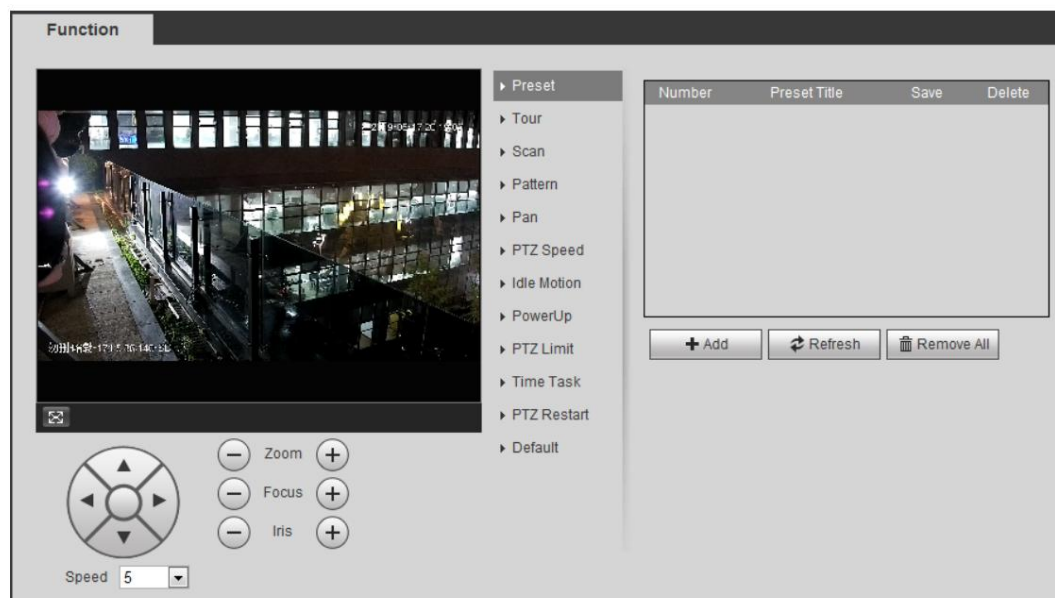 Function
Preset
Tour
Scan
Pattern
Pan
PTZ Speed
Idle Motion
PowerUp
PTZ Limit
Time Task
PTZ Restart
Default
Number Preset Title Save Delete
Add Refresh Remove All
Zoom
Focus
Iris
Speed 5